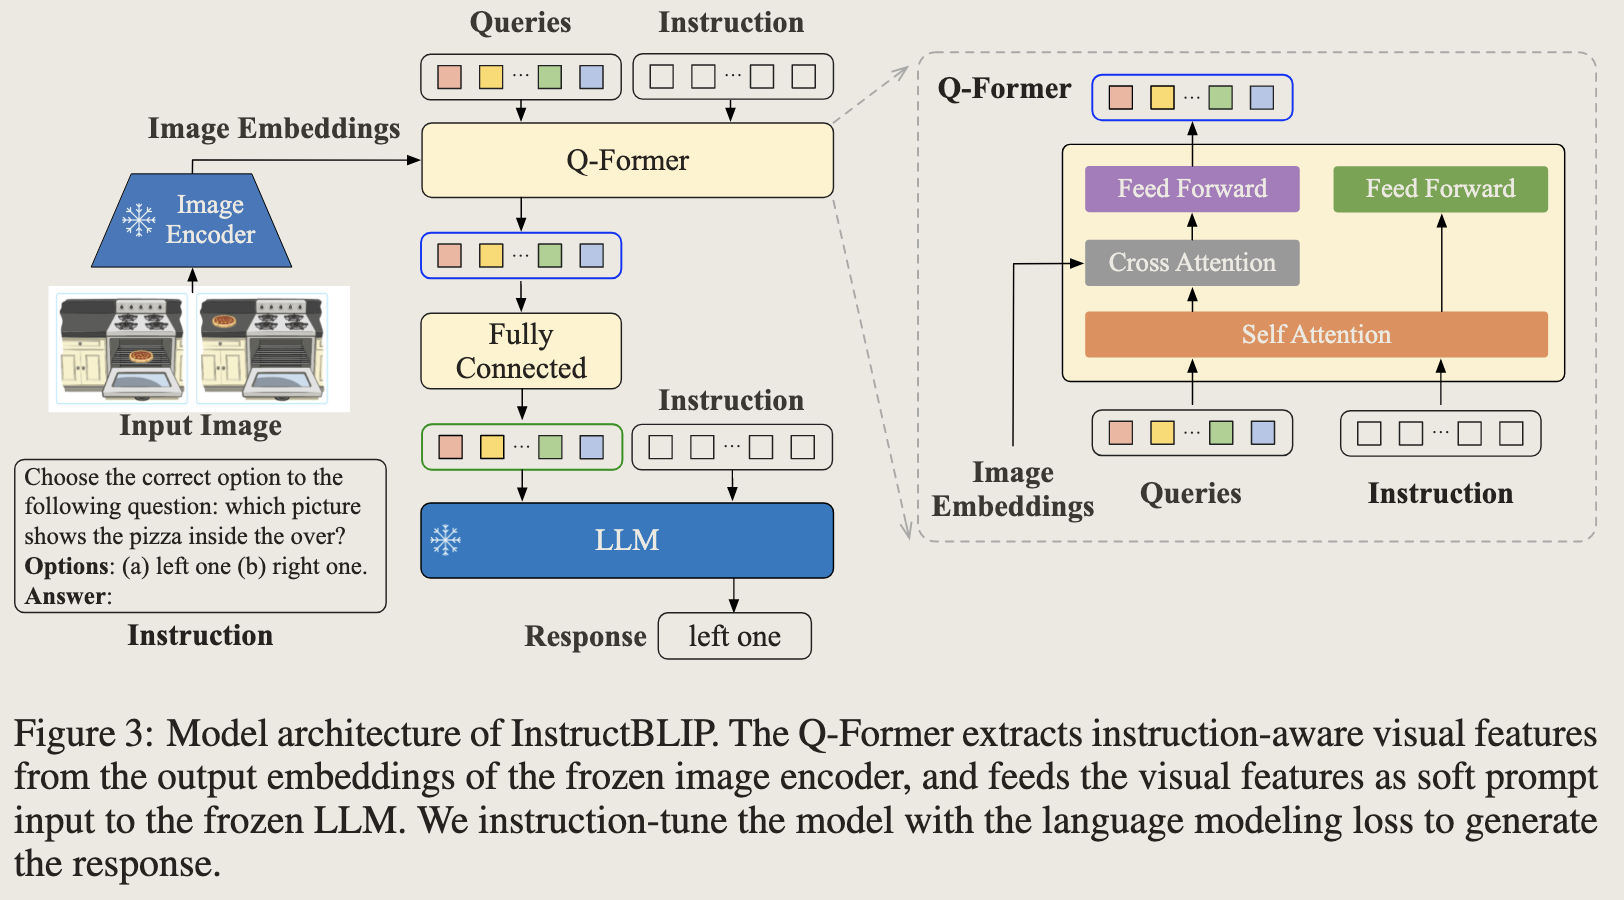 Queries
Instruction
Image Embeddings
Q-Former
Image
Encoder
Input Image
Fully
Connected
Instruction
Choose the correct option to the
following question: which picture
shows the pizza inside the over?
Options: (a) left one (b) right one.
Answer:
Instruction
LLM
Response
left one
Q-Former
Feed Forward
Feed Forward
Cross Attention
Self Attention
Image
Embeddings
Queries
Instruction
Figure 3: Model architecture of InstructBLIP. The Q-Former extracts instruction-aware visual features
from the output embeddings of the frozen image encoder, and feeds the visual features as soft prompt
input to the frozen LLM. We instruction-tune the model with the language modeling loss to generate
the response.